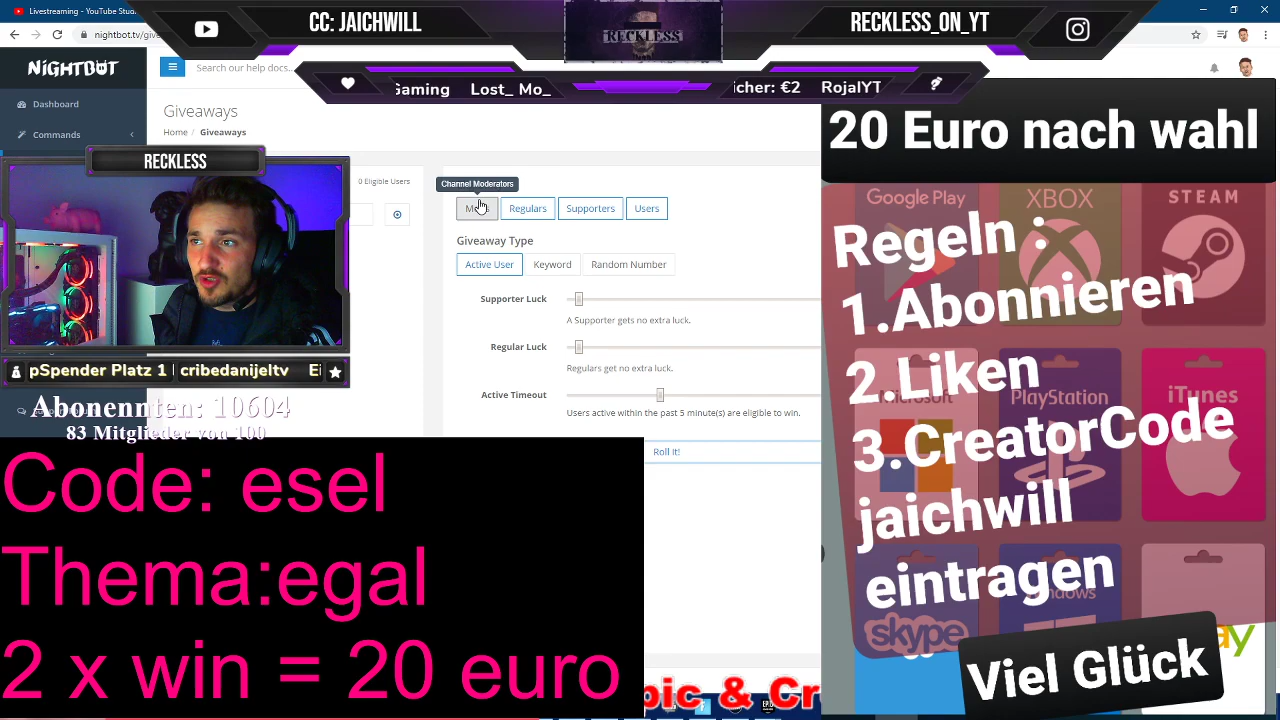 Livestreaming - YouTube
CC: JAICHWILL
RECKLESS
RECKLESS_ON_YT
nightbot.tv/give
NIGHTBOT
Search our help docs...
Gaming Lost_ Mo_
icher: €2 RojalYT
Dashboard
Commands
Giveaways
Home / Giveaways
RECKLESS
0 Eligible Users
Channel Moderators
Regulars
Supporters
Users
Giveaway Type
Active User
Keyword
Random Number
Supporter Luck
A Supporter gets no extra luck.
Regular Luck
Regulars get no extra luck.
Active Timeout
Users active within the past 5 minute(s) are eligible to win.
Roll It!
pSpender Platz 1
cribedanijeltv
Ei
Abonennten: 10604
83 Mitglieder von 100
Code: esel
Thema:egal
2 x win = 20 euro
20 Euro nach wahl
Google Play
XBOX
STEAM
Regeln :
1.Abonnieren
2.Liken
Microsoft
PlayStation
iTunes
3.CreatorCode
jaichwill
eintragen
skype
Viel Glück
pic & Cr